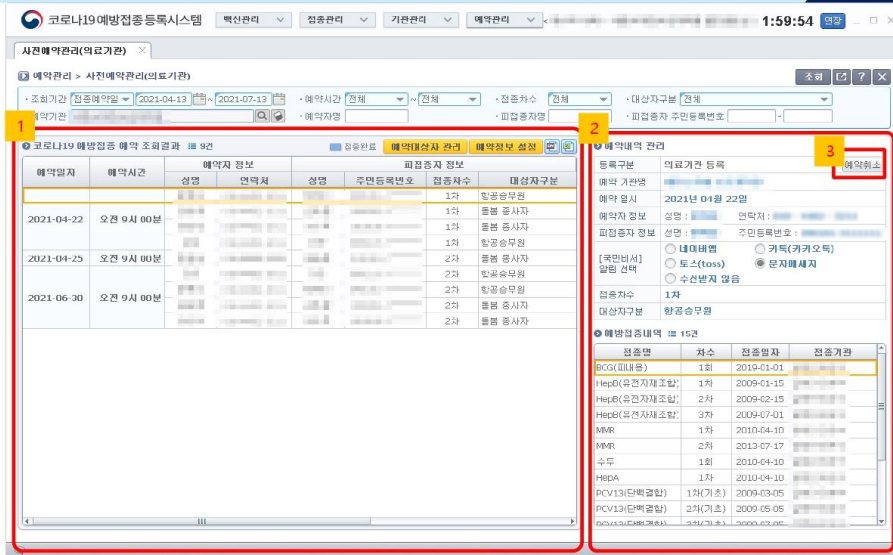 코로나19 예방접종등록시스템 백신관리 접종관리 기관관리 예약관리 1:59:54 연장
사전예약관리(의료기관)
예약관리 > 사전예약관리(의료기관) 조회
조회기간 접종예약일 2021-04-13 ~ 2021-07-13 예약시간 전체 ~ 전체 접종차수 전체 대상자구분 전체
예약기관 예약자명 피접종자명 피접종자 주민등록번호 -
1
코로나19 예방접종 예약 조회결과 9건 접종완료 예약대상자 관리 예약정보 설정
예약일자 예약시간 예약자 정보 피접종자 정보
성명 연락처 성명 주민등록번호 접종차수 대상자구분
1차 항공승무원
2021-04-22 오전 9시 00분 1차 돌봄 종사자
1차 돌봄 종사자
1차 항공승무원
2021-04-25 오전 9시 00분 2차 돌봄 종사자
2021-06-30 오전 9시 00분 2차 항공승무원
2차 항공승무원
2차 돌봄 종사자
2차 돌봄 종사자
2
예약내역 관리
3
등록구분 의료기관 등록 예약취소
예약 기관명
예약 일시 2021년 04월 22일
예약자 정보 성명 : 연락처 :
피접종자 정보 성명 : 주민등록번호 :
[국민비서] 알림 선택
네이버앱 카톡(카카오톡)
토스(toss) 문자메세지
수신받지 않음
접종차수 1차
대상자구분 항공승무원
예방접종내역 15건
접종명 차수 접종일자 접종기관
BCG(피내용) 1회 2019-01-01
HepB(유전자재조합) 1차 2009-01-15
HepB(유전자재조합) 2차 2009-02-15
HepB(유전자재조합) 3차 2009-07-01
MMR 1차 2010-04-10
MMR 2차 2013-07-17
수두 1회 2010-04-10
HepA 1차 2010-04-10
PCV13(단백결합) 1차(기초) 2009-03-05
PCV13(단백결합) 2차(기초) 2009-05-05
PCV13(단백결합) 3차(기초) 2009-07-05